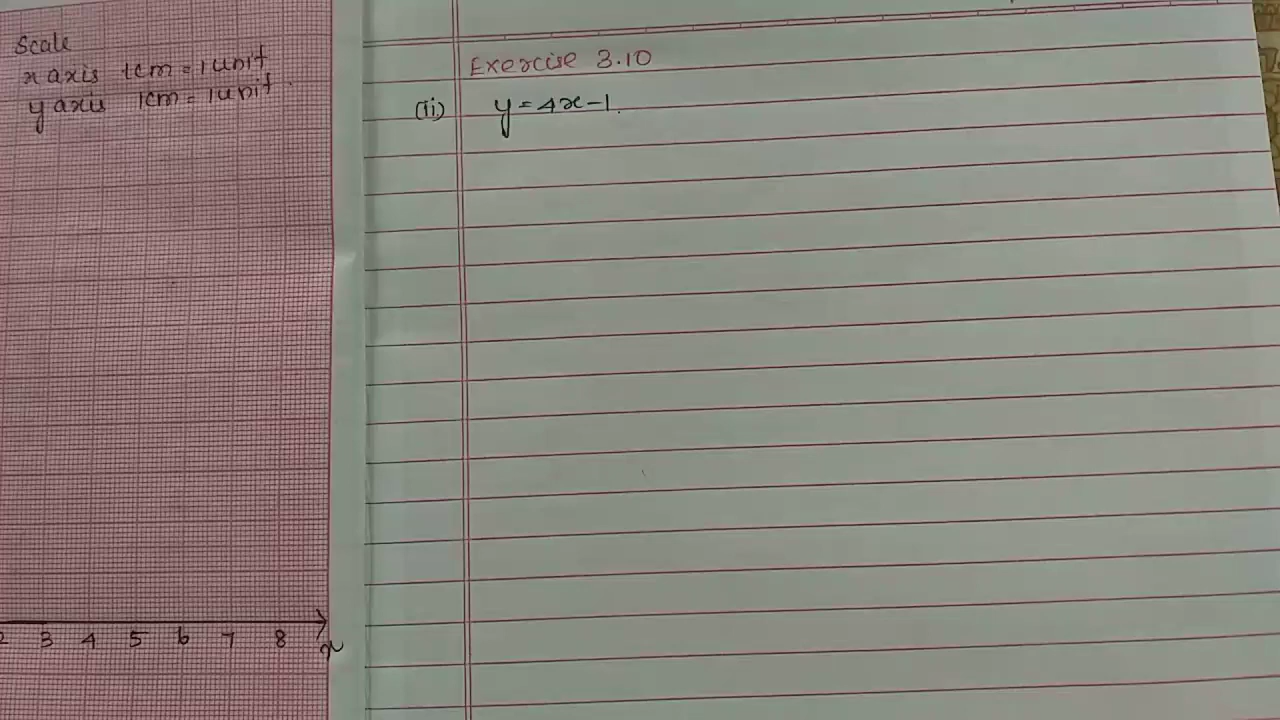 Scale
x axis 1cm = 1 unit
y axis 1cm = 1 unit.
Exercise 3.10
(ii) y = 4x - 1.
2 3 4 5 6 7 8
x